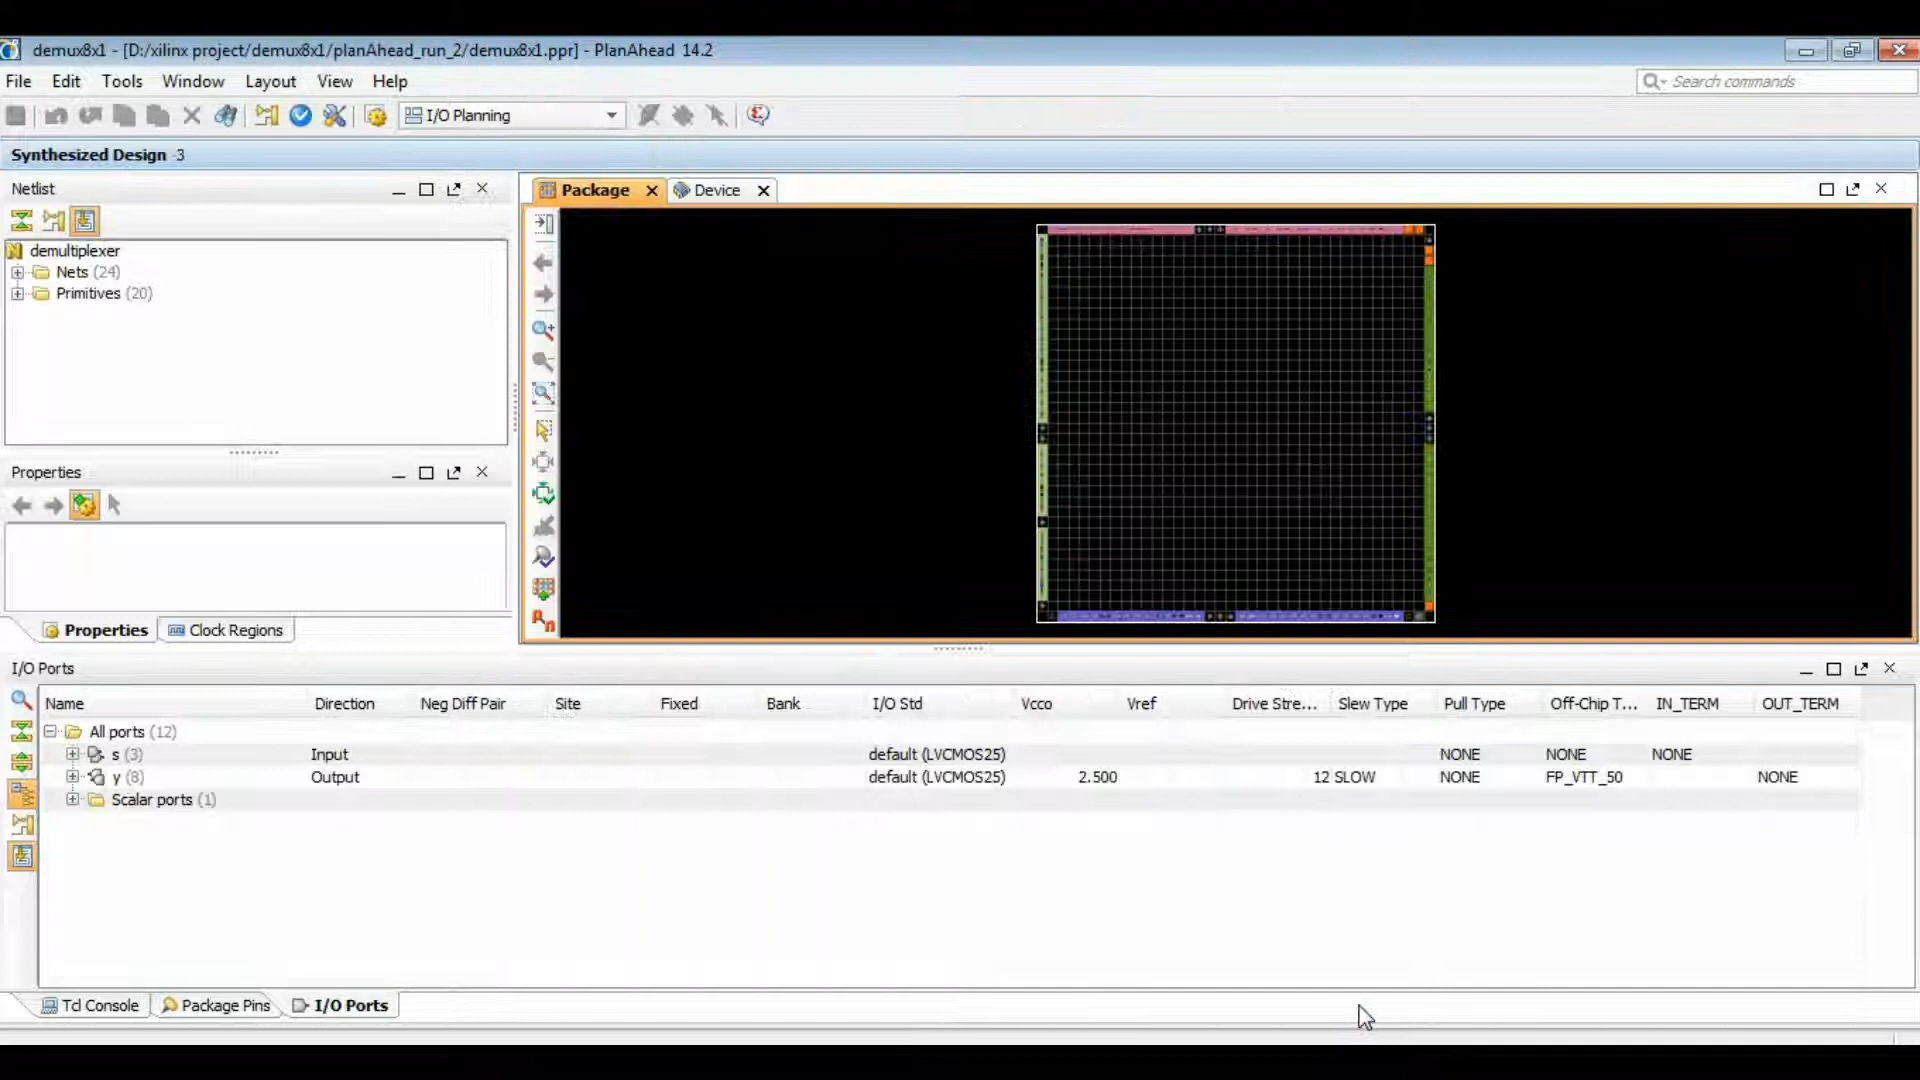 demux8x1 - [D:/xilinx project/demux8x1/planAhead_run_2/demux8x1.ppr] - PlanAhead 14.2
File Edit Tools Window Layout View Help
Search commands
I/O Planning
Synthesized Design -3
Netlist
demultiplexer
Nets (24)
Primitives (20)
Properties
Properties Clock Regions
Package Device
I/O Ports
Name Direction Neg Diff Pair Site Fixed Bank I/O Std Vcco Vref Drive Stre... Slew Type Pull Type Off-Chip T... IN_TERM OUT_TERM
All ports (12)
s (3) Input default (LVCMOS25) NONE NONE NONE
y (8) Output default (LVCMOS25) 2.500 12 SLOW NONE FP_VTT_50 NONE
Scalar ports (1)
Tcl Console Package Pins I/O Ports